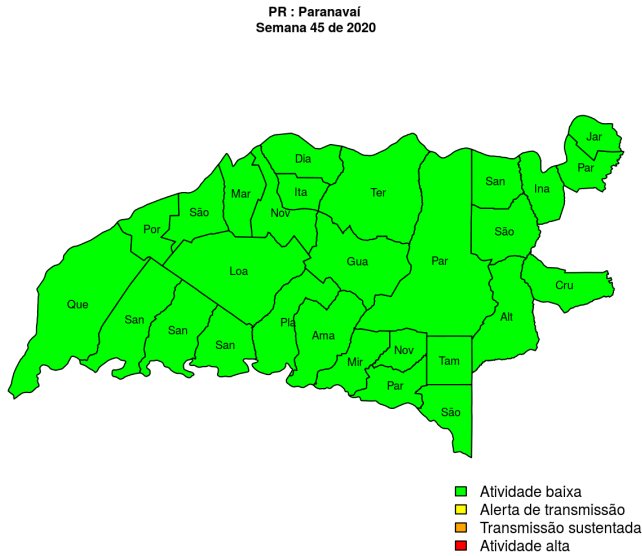 PR : Paranavaí
Semana 45 de 2020
Jar
Dia
Par
Ita
San
Ina
Mar
Ter
São
Nov
Por
São
Par
Gua
Loa
Cru
Que
San
San
Pla
Alt
Ama
San
Nov
Mir
Tam
Par
São
Atividade baixa
Alerta de transmissão
Transmissão sustentada
Atividade alta